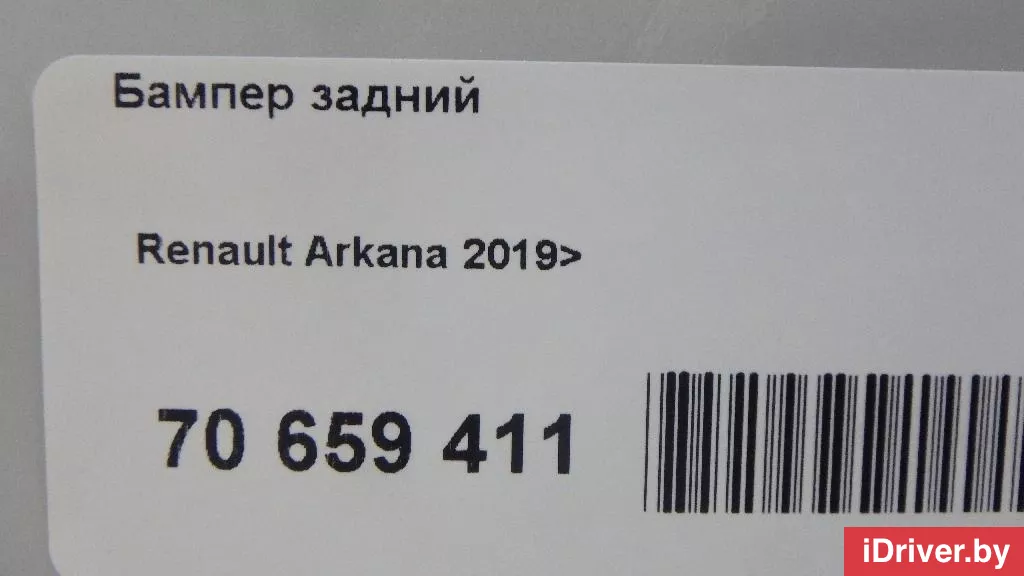 Бампер задний
Renault Arkana 2019>
70 659 411
iDriver.by